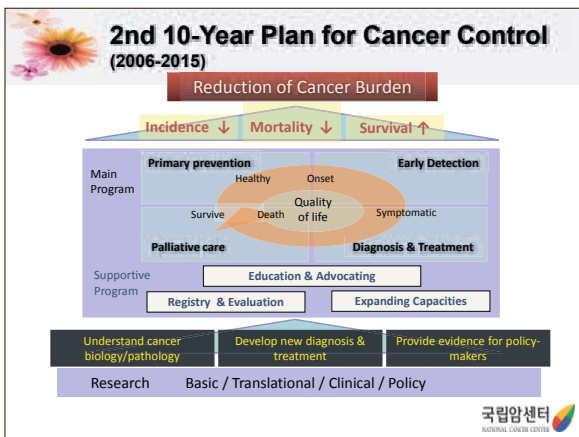 2nd 10-Year Plan for Cancer Control
(2006-2015)
Reduction of Cancer Burden
Incidence ↓ Mortality ↓ Survival ↑
Main
Program
Primary prevention
Early Detection
Healthy
Onset
Quality
of life
Survive
Death
Symptomatic
Palliative care
Diagnosis & Treatment
Supportive
Program
Education & Advocating
Registry & Evaluation
Expanding Capacities
Understand cancer
biology/pathology
Develop new diagnosis &
treatment
Provide evidence for policy-
makers
Research Basic / Translational / Clinical / Policy
국립암센터
NATIONAL CANCER CENTER